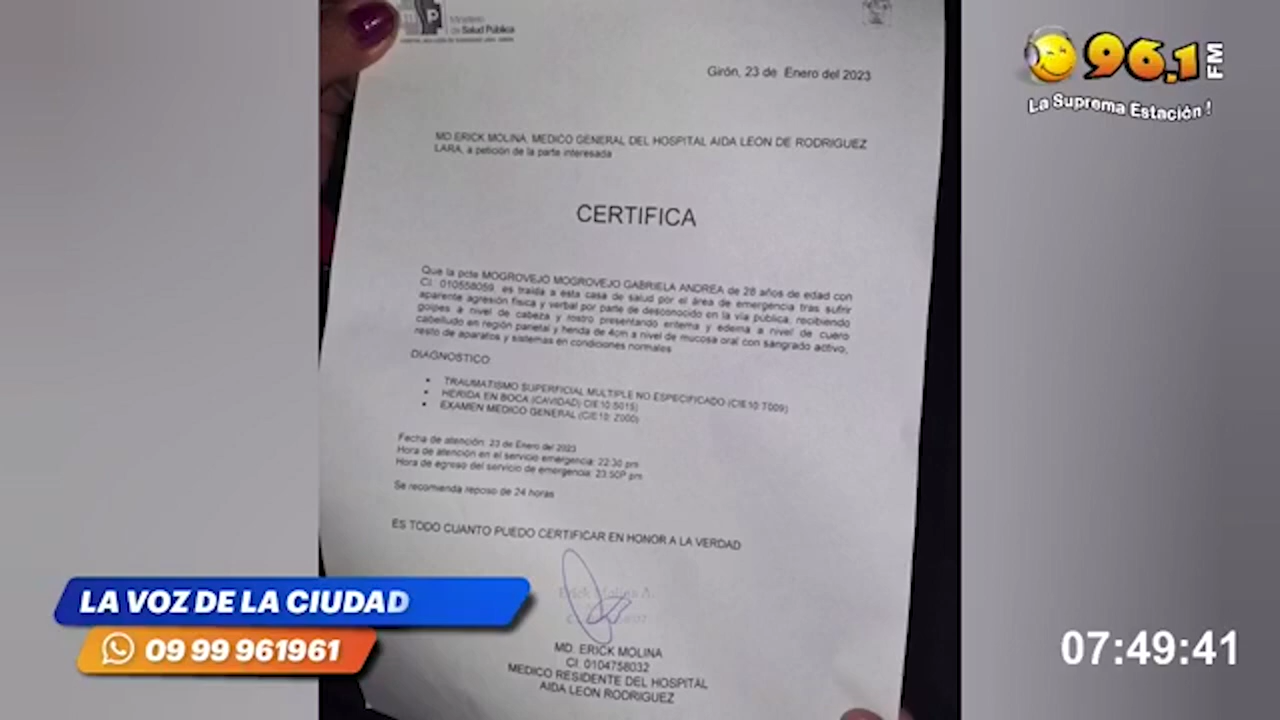 Ministerio
de Salud Pública
Girón, 23 de Enero del 2023
MD ERICK MOLINA, MEDICO GENERAL DEL HOSPITAL AIDA LEON DE RODRIGUEZ
LARA, a petición de la parte interesada
CERTIFICA
Que la pcte MOGROVEJO MOGROVEJO GABRIELA ANDREA de 28 años de edad con
CI. 010558059, es traída a esta casa de salud por el área de emergencia tras sufrir
aparente agresión física y verbal por parte de desconocido en la vía publica, recibiendo
golpes a nivel de cabeza y rostro presentando eritema y edema a nivel de cuero
cabelludo en región parietal y herida de 4cm a nivel de mucosa oral con sangrado activo,
resto de aparatos y sistemas en condiciones normales
DIAGNOSTICO:
• TRAUMATISMO SUPERFICIAL MULTIPLE NO ESPECIFICADO (CIE10:T009)
• HERIDA EN BOCA (CAVIDAD) CIE10:S015)
• EXAMEN MEDICO GENERAL (CIE10: Z000)
Fecha de atención: 23 de Enero del 2023
Hora de atención en el servicio emergencia: 22:30 pm
Hora de egreso del servicio de emergencia: 23:50P pm
Se recomienda reposo de 24 horas
ES TODO CUANTO PUEDO CERTIFICAR EN HONOR A LA VERDAD
Erick Molina A.
MD. ERICK MOLINA
CI. 0104758032
MEDICO RESIDENTE DEL HOSPITAL
AIDA LEON RODRIGUEZ
96.1 FM
La Suprema Estación !
LA VOZ DE LA CIUDAD
09 99 961961
07:49:41